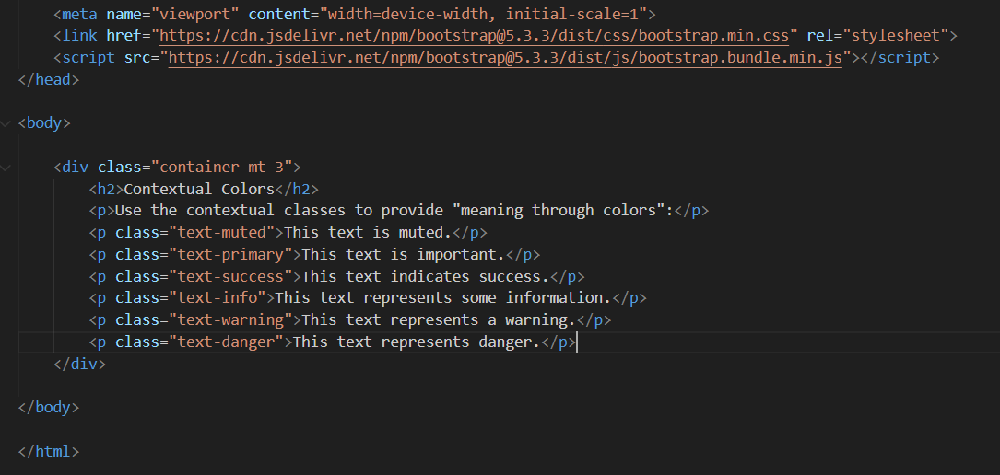 <meta name="viewport" content="width=device-width, initial-scale=1">
<link href="https://cdn.jsdelivr.net/npm/bootstrap@5.3.3/dist/css/bootstrap.min.css" rel="stylesheet">
<script src="https://cdn.jsdelivr.net/npm/bootstrap@5.3.3/dist/js/bootstrap.bundle.min.js"></script>
</head>
<body>
<div class="container mt-3">
<h2>Contextual Colors</h2>
<p>Use the contextual classes to provide "meaning through colors":</p>
<p class="text-muted">This text is muted.</p>
<p class="text-primary">This text is important.</p>
<p class="text-success">This text indicates success.</p>
<p class="text-info">This text represents some information.</p>
<p class="text-warning">This text represents a warning.</p>
<p class="text-danger">This text represents danger.</p>
</div>
</body>
</html>